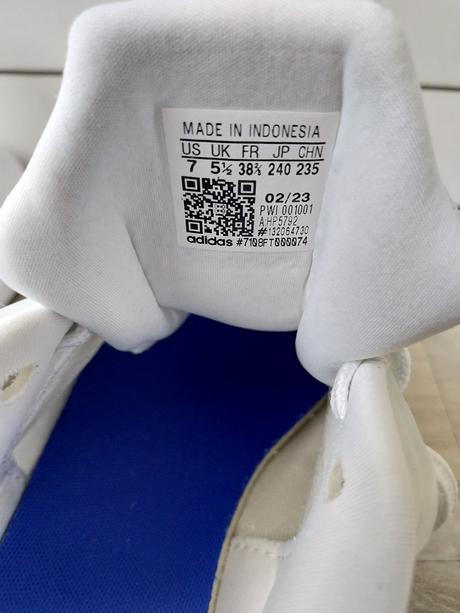 MADE IN INDONESIA
US UK FR JP CHN
7 5½ 38⅔ 240 235
02/23
PWI 001001
A:HP5792
#132064730
adidas #7198FT000074